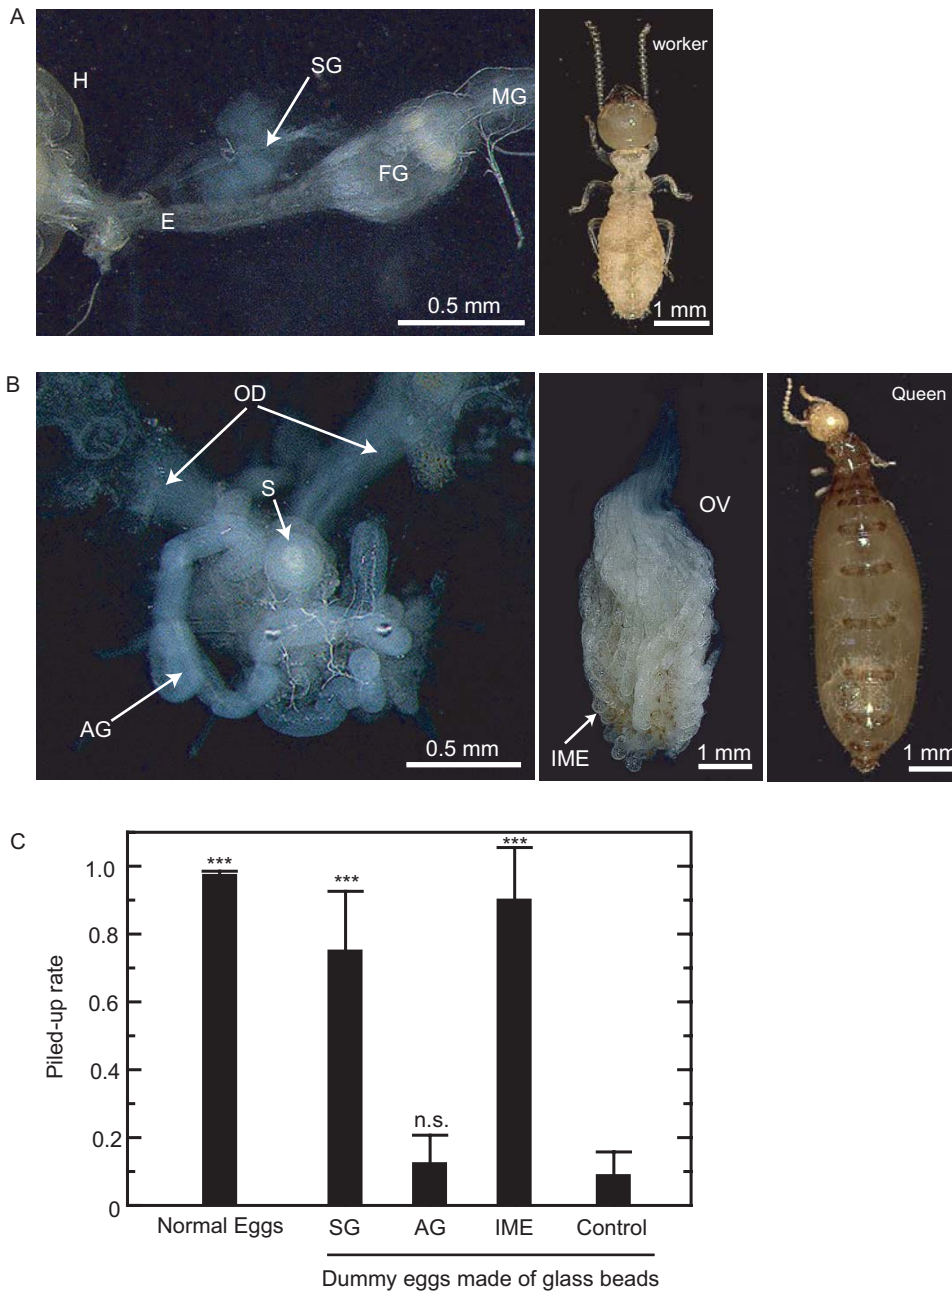 A
H
SG
MG
FG
E
0.5 mm
worker
1 mm
B
OD
S
AG
0.5 mm
OV
IME
1 mm
Queen
1 mm
C
Piled-up rate
1.0
0.8
0.6
0.4
0.2
0
***
***
n.s.
***
Normal Eggs SG AG IME Control
Dummy eggs made of glass beads